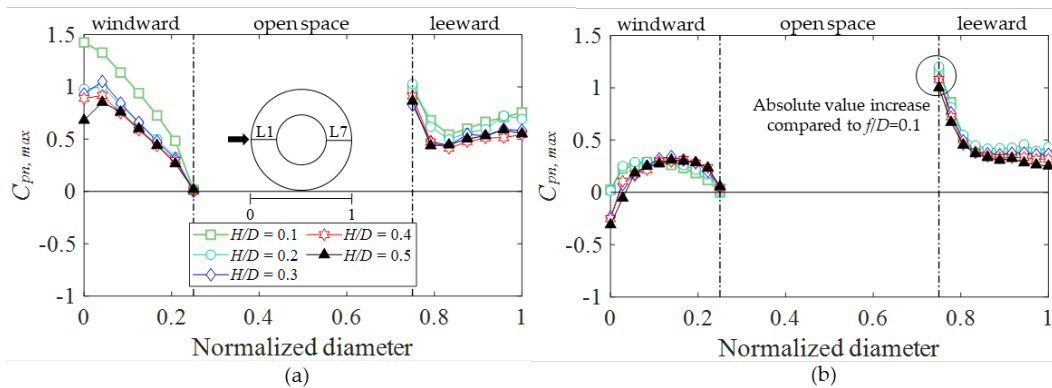 windward open space leeward
1.5
1
0.5
0
-0.5
-1
C_{pn, max}
L1
L7
0 1
H/D = 0.1
H/D = 0.2
H/D = 0.3
H/D = 0.4
H/D = 0.5
0 0.2 0.4 0.6 0.8 1
Normalized diameter
(a)
windward open space leeward
1.5
1
0.5
0
-0.5
-1
C_{pn, max}
Absolute value increase
compared to f/D=0.1
0 0.2 0.4 0.6 0.8 1
Normalized diameter
(b)